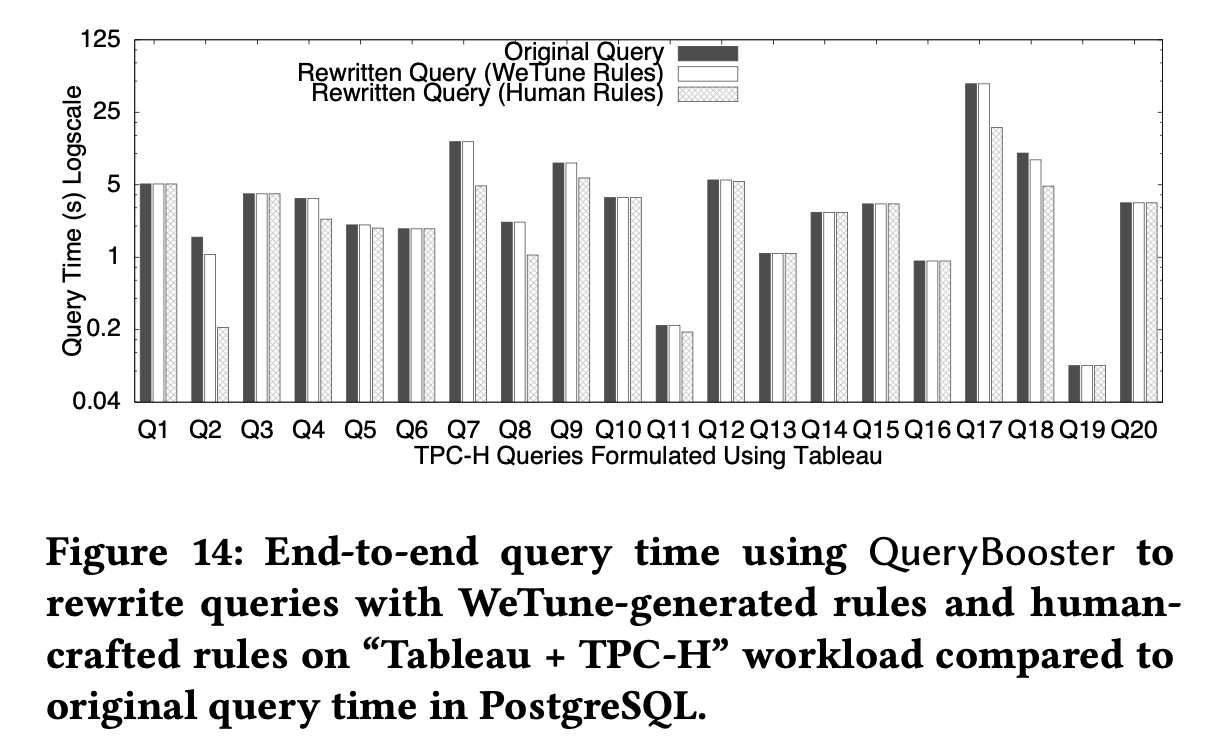 125
25
5
1
0.2
0.04
Query Time (s) Logscale
Original Query
Rewritten Query (WeTune Rules)
Rewritten Query (Human Rules)
Q1 Q2 Q3 Q4 Q5 Q6 Q7 Q8 Q9 Q10 Q11 Q12 Q13 Q14 Q15 Q16 Q17 Q18 Q19 Q20
TPC-H Queries Formulated Using Tableau
Figure 14: End-to-end query time using QueryBooster to
rewrite queries with WeTune-generated rules and human-
crafted rules on “Tableau + TPC-H” workload compared to
original query time in PostgreSQL.